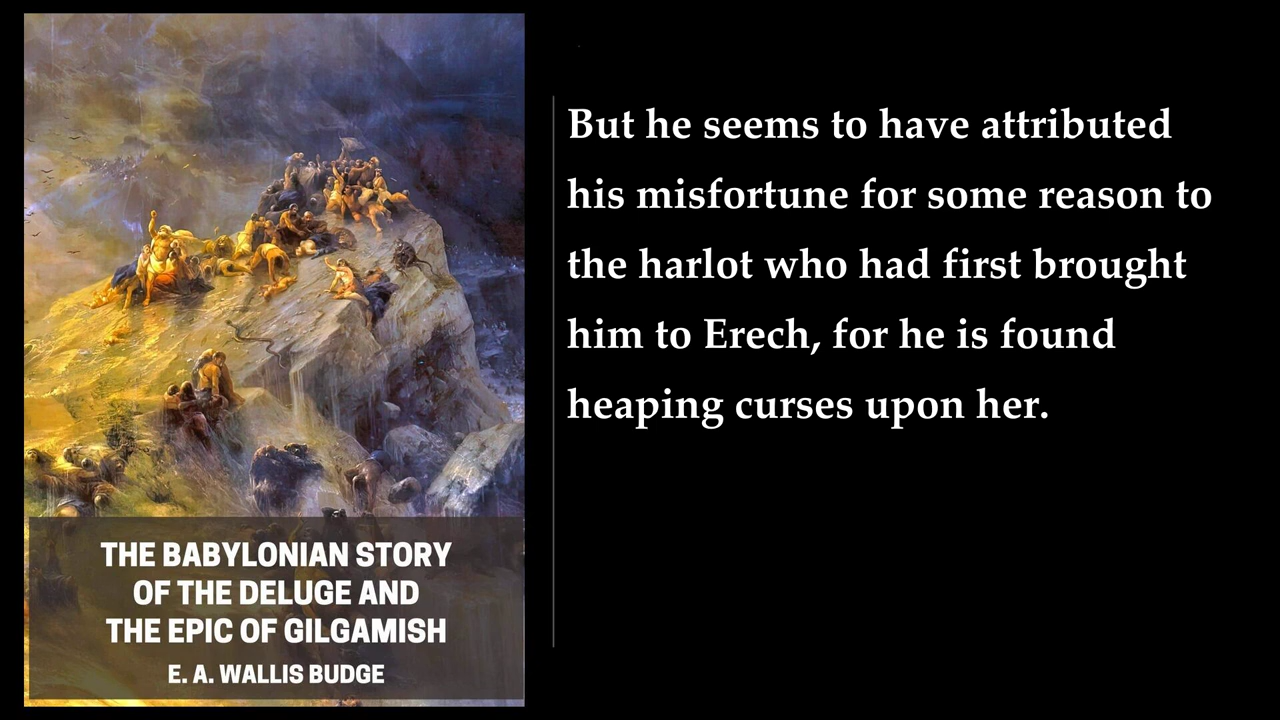 But he seems to have attributed
his misfortune for some reason to
the harlot who had first brought
him to Erech, for he is found
heaping curses upon her.
THE BABYLONIAN STORY
OF THE DELUGE AND
THE EPIC OF GILGAMISH
E. A. WALLIS BUDGE